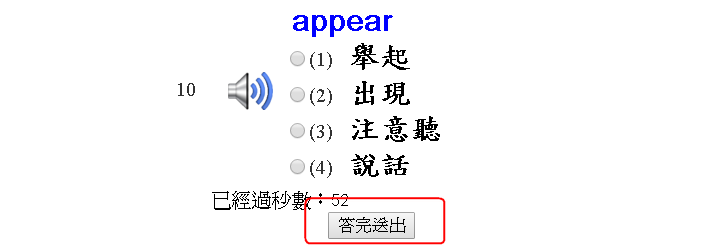 appear
(1) 舉起
10
(2) 出現
(3) 注意聽
(4) 說話
已經過秒數：52
答完送出